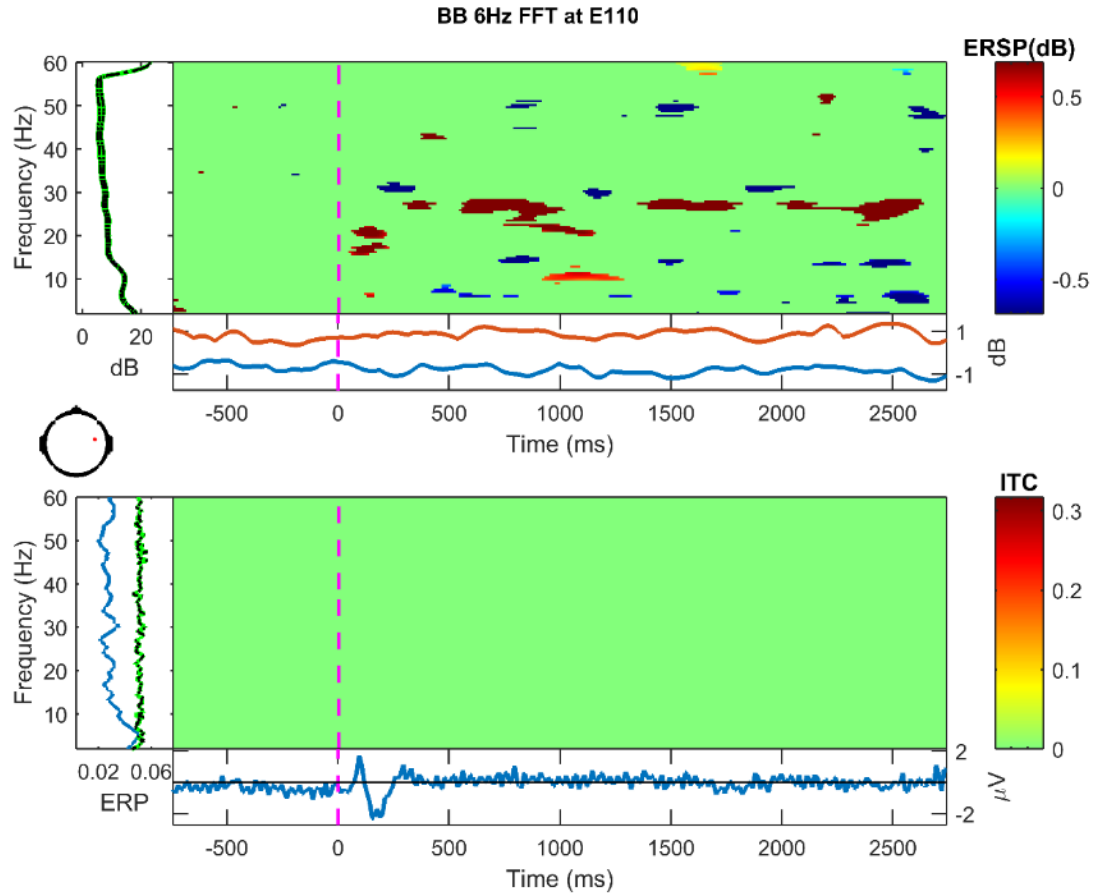 BB 6Hz FFT at E110
ERSP(dB)
60
50
40
30
20
10
Frequency (Hz)
0.5
0
-0.5
0 20
dB
1
-1
dB
-500 0 500 1000 1500 2000 2500
Time (ms)
ITC
60
50
40
30
20
10
Frequency (Hz)
0.3
0.2
0.1
0
0.02 0.06
ERP
2
-2
μV
-500 0 500 1000 1500 2000 2500
Time (ms)